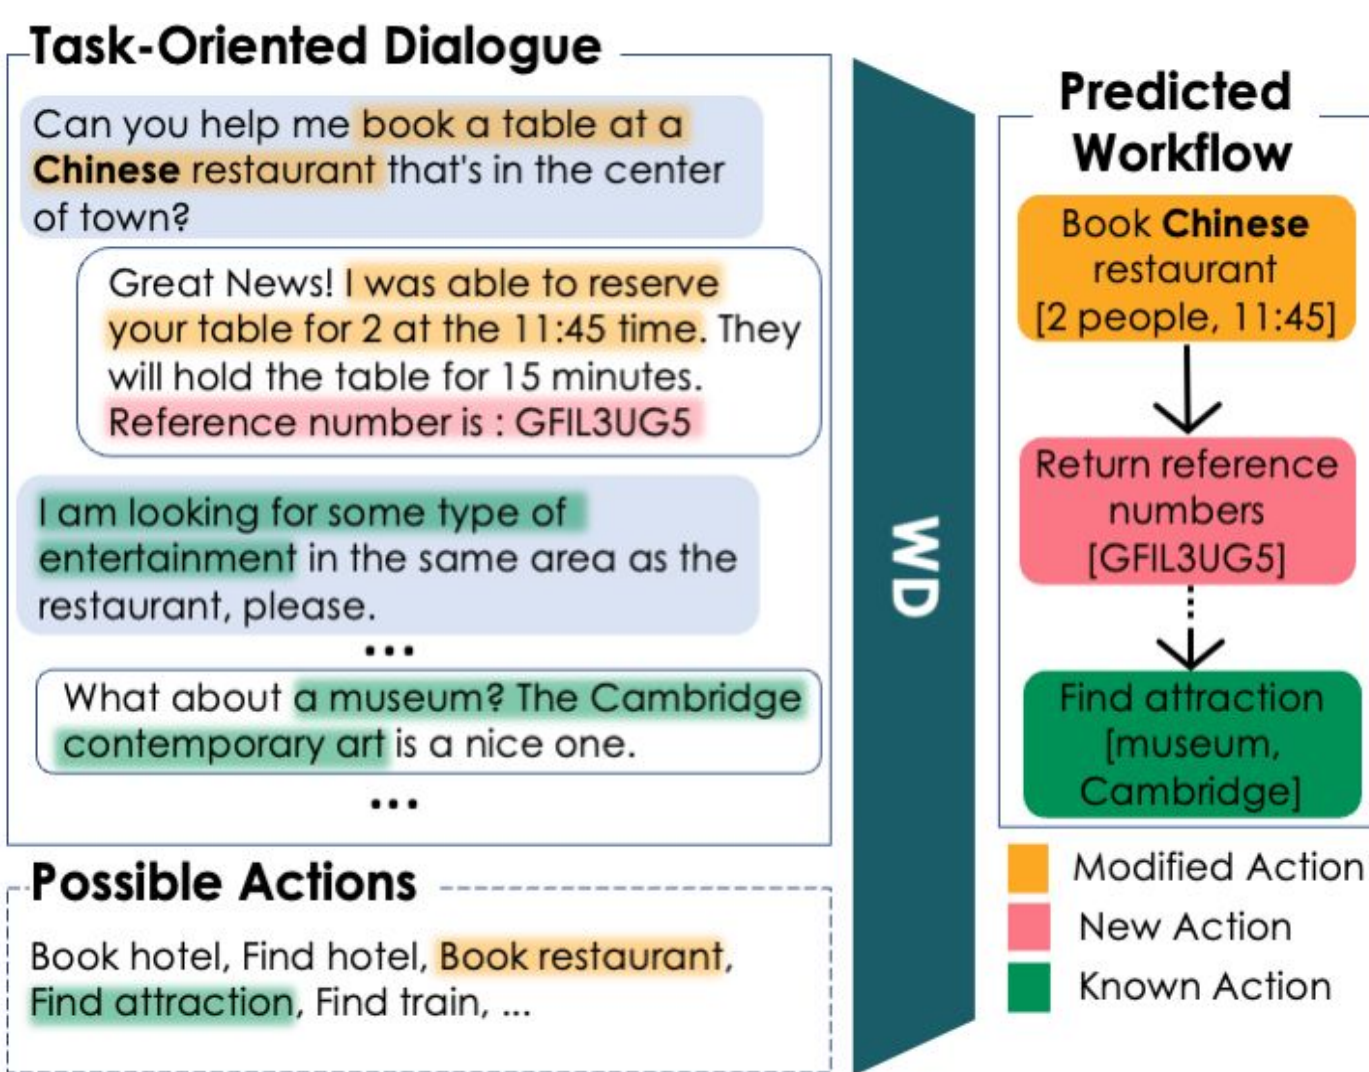 Task-Oriented Dialogue
Can you help me book a table at a
Chinese restaurant that's in the center
of town?
Great News! I was able to reserve
your table for 2 at the 11:45 time. They
will hold the table for 15 minutes.
Reference number is : GFIL3UG5
I am looking for some type of
entertainment in the same area as the
restaurant, please.
...
What about a museum? The Cambridge
contemporary art is a nice one.
...
Possible Actions
Book hotel, Find hotel, Book restaurant,
Find attraction, Find train, ...
WD
Predicted
Workflow
Book Chinese
restaurant
[2 people, 11:45]
Return reference
numbers
[GFIL3UG5]
Find attraction
[museum,
Cambridge]
Modified Action
New Action
Known Action